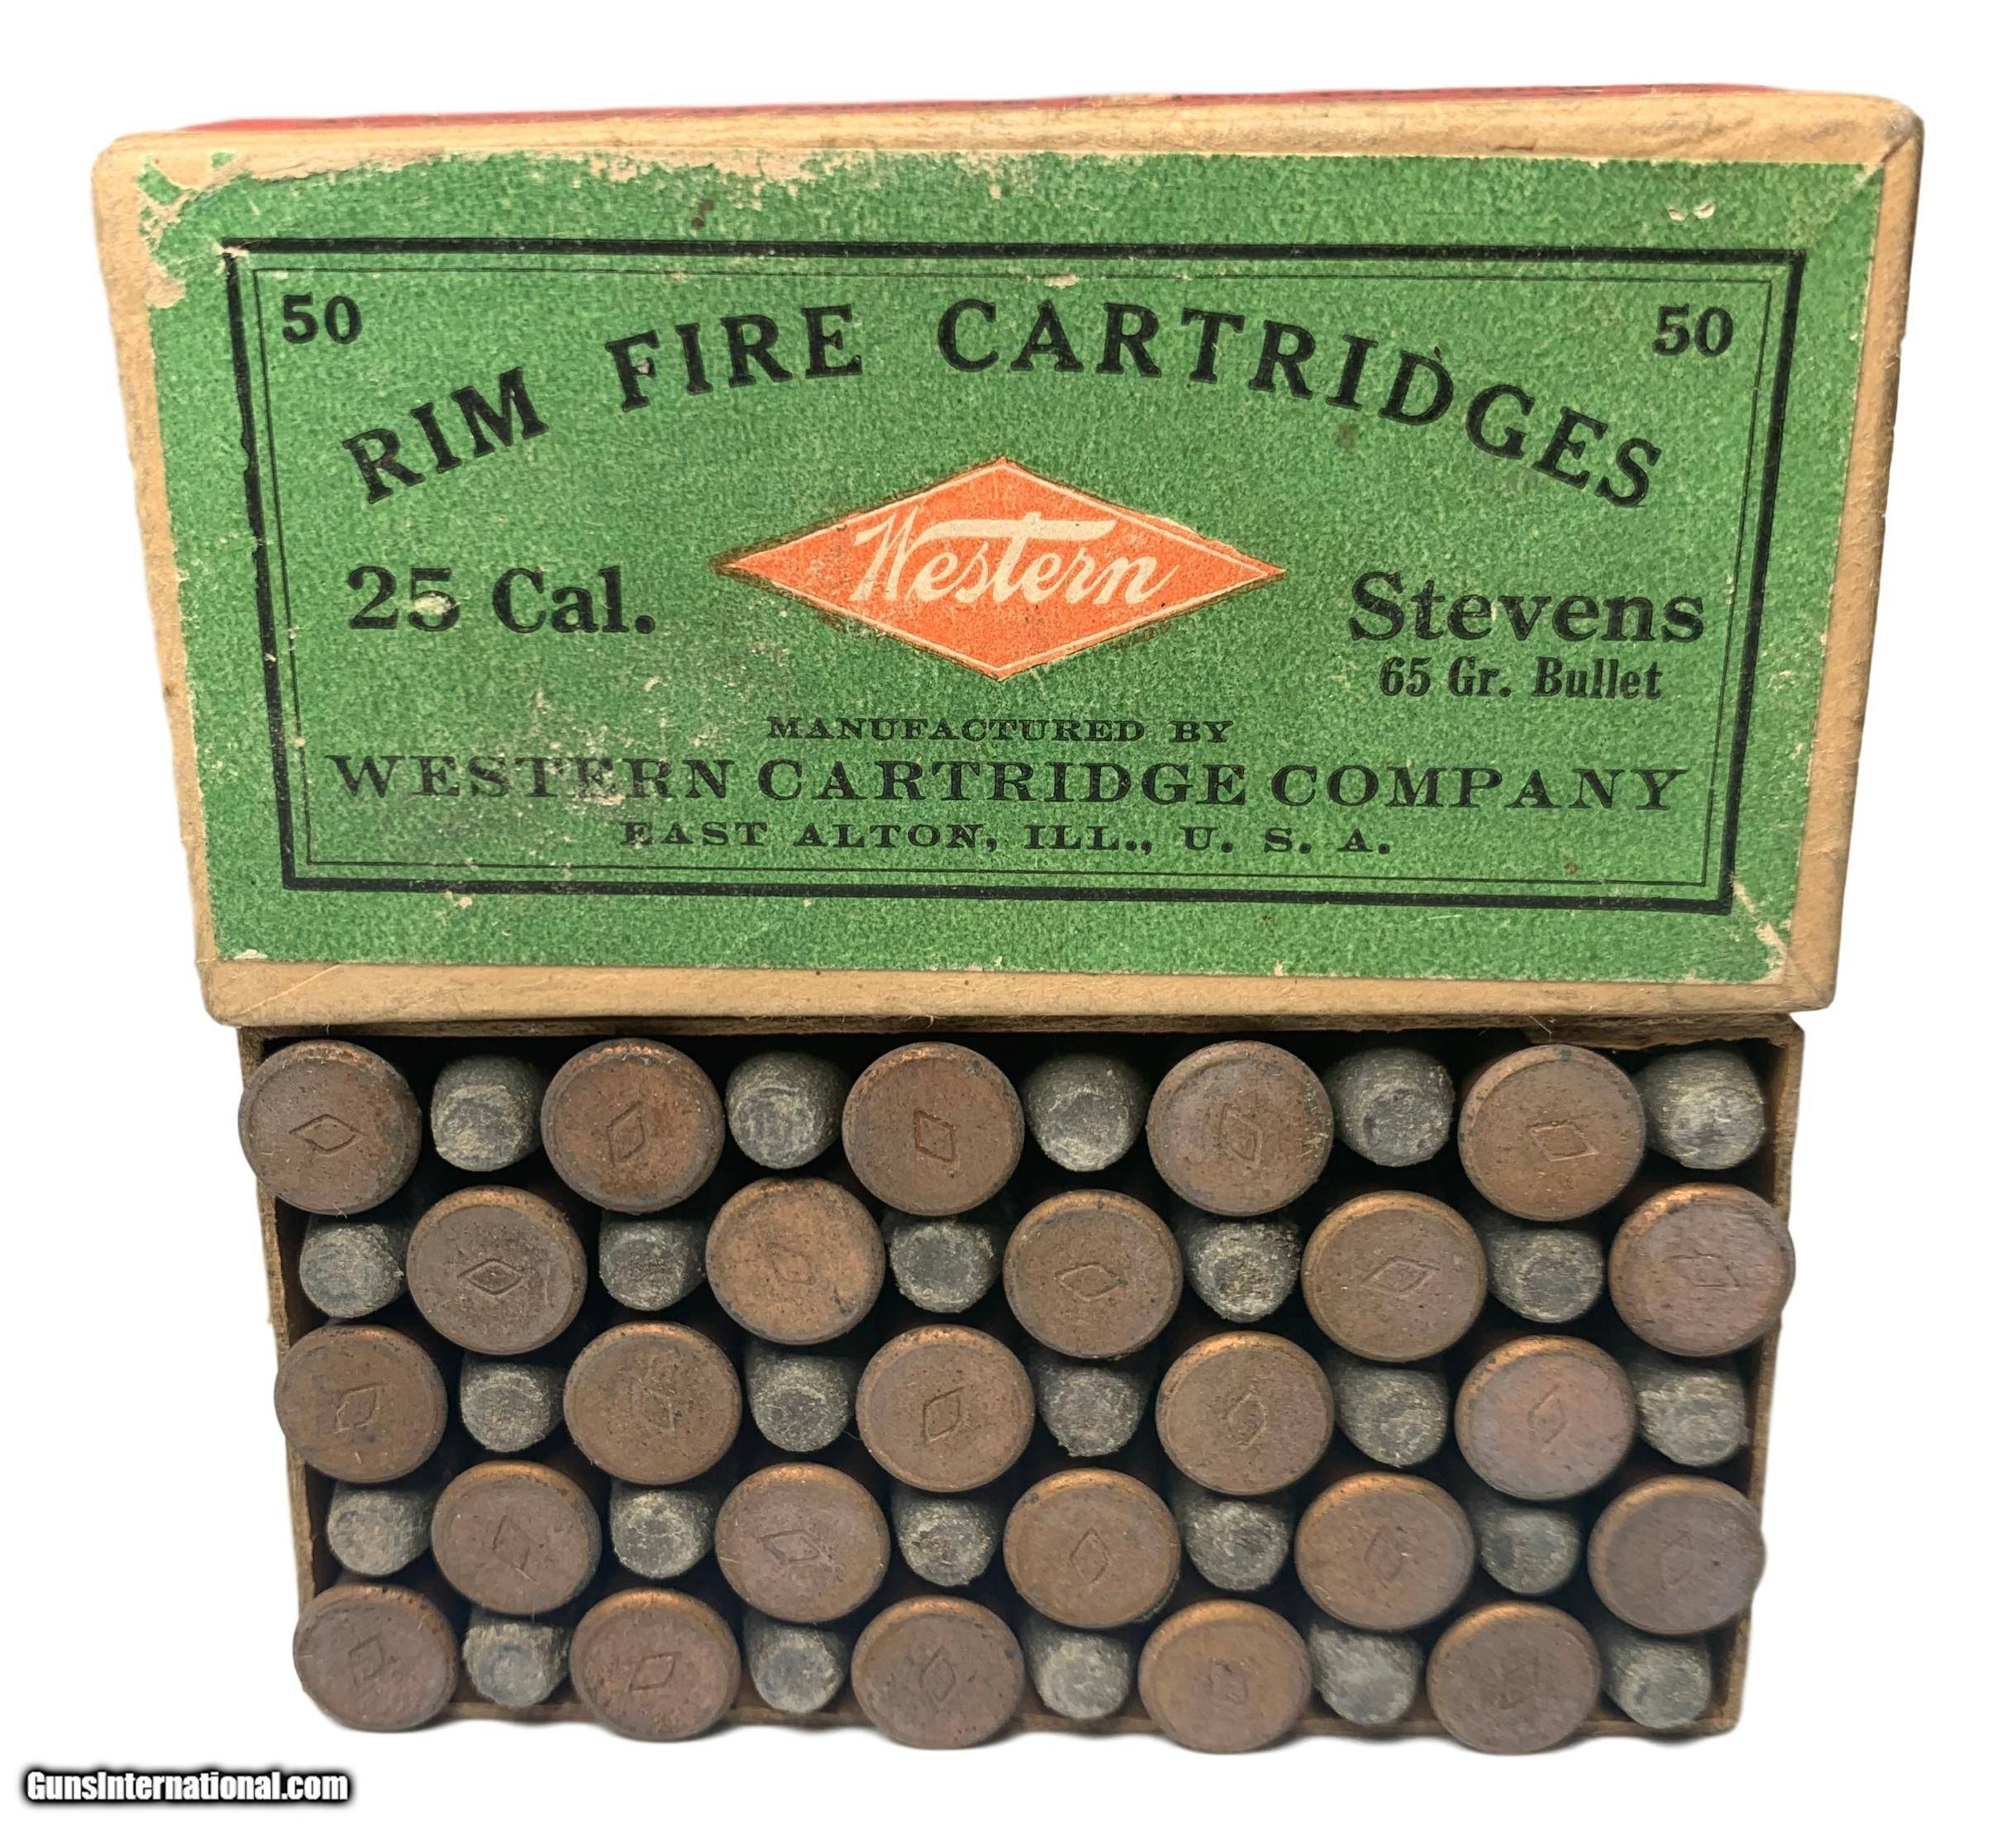 50 50
RIM FIRE CARTRIDGES
Western
25 Cal. Stevens
65 Gr. Bullet
MANUFACTURED BY
WESTERN CARTRIDGE COMPANY
EAST ALTON, ILL., U. S. A.
GunsInternational.com